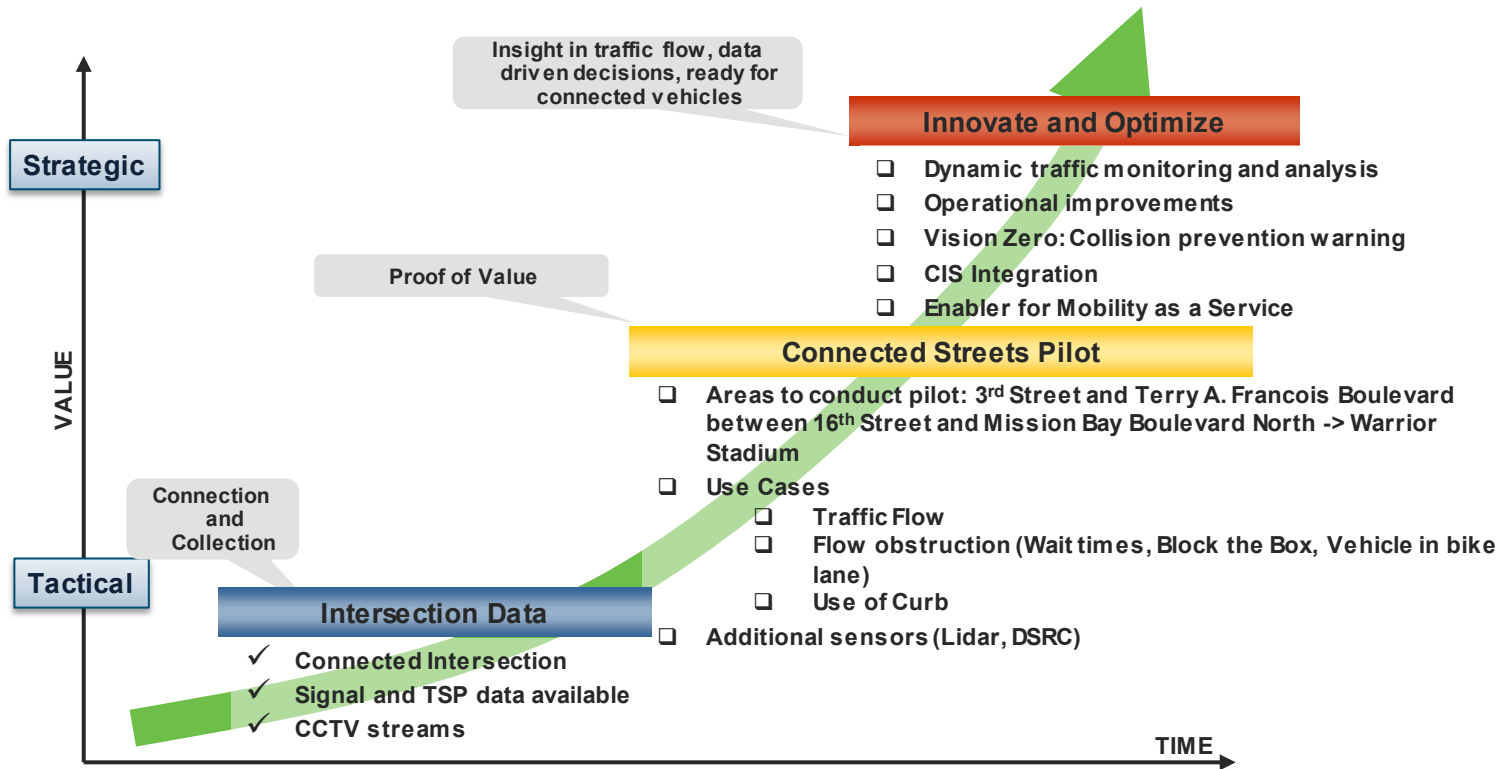 Insight in traffic flow, data
driven decisions, ready for
connected vehicles
Innovate and Optimize
Strategic
Dynamic traffic monitoring and analysis
Operational improvements
Vision Zero: Collision prevention warning
CIS Integration
Enabler for Mobility as a Service
Proof of Value
Connected Streets Pilot
VALUE
Areas to conduct pilot: 3rd Street and Terry A. Francois Boulevard
between 16th Street and Mission Bay Boulevard North -> Warrior
Stadium
Use Cases
Traffic Flow
Flow obstruction (Wait times, Block the Box, Vehicle in bike
lane)
Use of Curb
Additional sensors (Lidar, DSRC)
Connection
and
Collection
Tactical
Intersection Data
Connected Intersection
Signal and TSP data available
CCTV streams
TIME